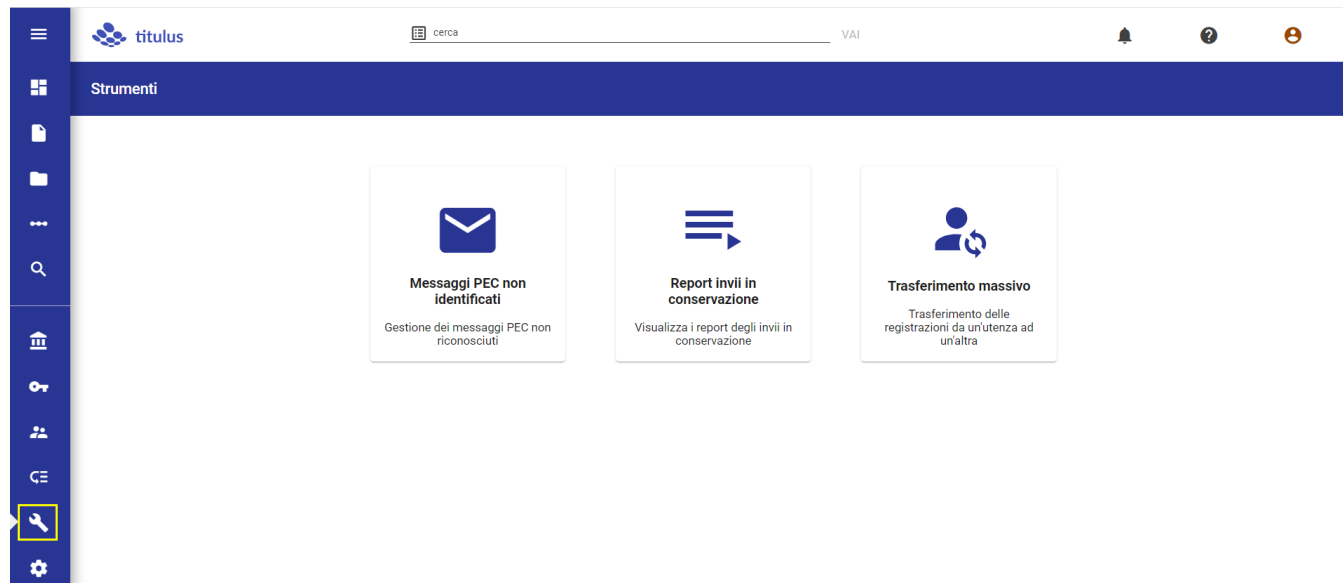 titulus
cerca
VAI
Strumenti
Messaggi PEC non
identificati
Gestione dei messaggi PEC non
riconosciuti
Report invii in
conservazione
Visualizza i report degli invii in
conservazione
Trasferimento massivo
Trasferimento delle
registrazioni da un'utenza ad
un'altra